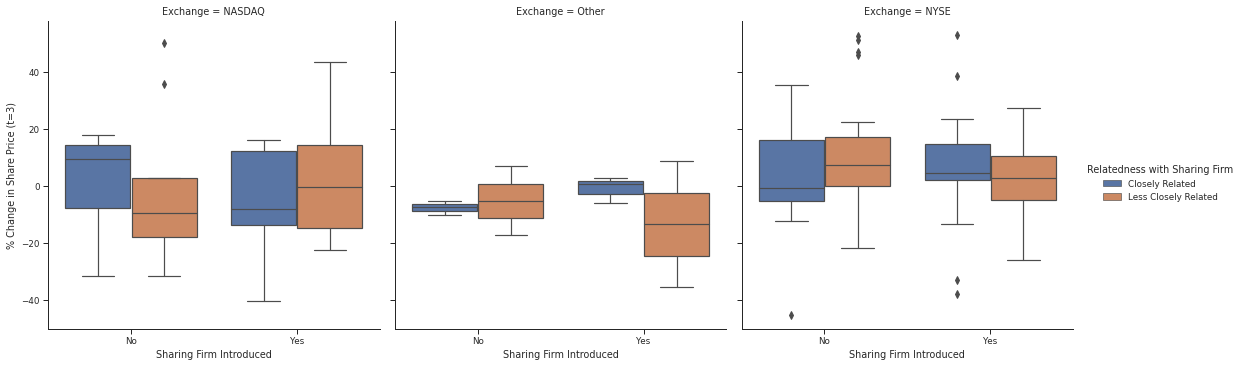 Exchange = NASDAQ
Exchange = Other
Exchange = NYSE
% Change in Share Price (t=3)
40
20
0
−20
−40
No
Yes
No
Yes
No
Yes
Sharing Firm Introduced
Sharing Firm Introduced
Sharing Firm Introduced
Relatedness with Sharing Firm
Closely Related
Less Closely Related